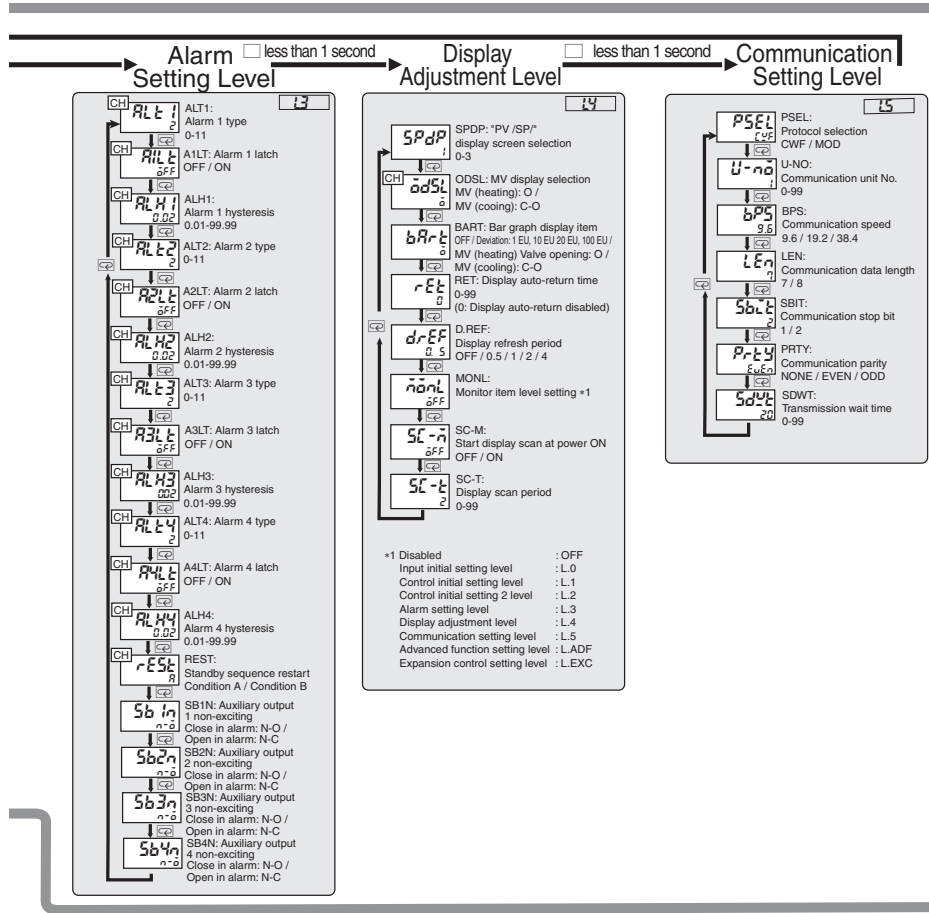 Alarm
Setting Level
less than 1 second
Display
Adjustment Level
less than 1 second
Communication
Setting Level
L.3
CH
ALT1:
Alarm 1 type
0-11
CH
A1LT: Alarm 1 latch
OFF / ON
CH
ALH1:
Alarm 1 hysteresis
0.01-99.99
CH
ALT2: Alarm 2 type
0-11
CH
A2LT: Alarm 2 latch
OFF / ON
CH
ALH2:
Alarm 2 hysteresis
0.01-99.99
CH
ALT3: Alarm 3 type
0-11
CH
A3LT: Alarm 3 latch
OFF / ON
CH
ALH3:
Alarm 3 hysteresis
0.01-99.99
CH
ALT4: Alarm 4 type
0-11
CH
A4LT: Alarm 4 latch
OFF / ON
CH
ALH4:
Alarm 4 hysteresis
0.01-99.99
CH
REST:
Standby sequence restart
Condition A / Condition B
SB1N: Auxiliary output
1 non-exciting
Close in alarm: N-O /
Open in alarm: N-C
SB2N: Auxiliary output
2 non-exciting
Close in alarm: N-O /
Open in alarm: N-C
SB3N: Auxiliary output
3 non-exciting
Close in alarm: N-O /
Open in alarm: N-C
SB4N: Auxiliary output
4 non-exciting
Close in alarm: N-O /
Open in alarm: N-C
L.4
SPDP: "PV /SP/"
display screen selection
0-3
CH
ODSL: MV display selection
MV (heating): O /
MV (cooing): C-O
BART: Bar graph display item
OFF / Deviation: 1 EU, 10 EU 20 EU, 100 EU /
MV (heating) Valve opening: O /
MV (cooling): C-O
RET: Display auto-return time
0-99
(0: Display auto-return disabled)
D.REF:
Display refresh period
OFF / 0.5 / 1 / 2 / 4
MONL:
Monitor item level setting *1
SC-M:
Start display scan at power ON
OFF / ON
SC-T:
Display scan period
0-99
*1 Disabled : OFF
Input initial setting level : L.0
Control initial setting level : L.1
Control initial setting 2 level : L.2
Alarm setting level : L.3
Display adjustment level : L.4
Communication setting level : L.5
Advanced function setting level : L.ADF
Expansion control setting level : L.EXC
L.5
PSEL:
Protocol selection
CWF / MOD
U-NO:
Communication unit No.
0-99
BPS:
Communication speed
9.6 / 19.2 / 38.4
LEN:
Communication data length
7 / 8
SBIT:
Communication stop bit
1 / 2
PRTY:
Communication parity
NONE / EVEN / ODD
SDWT:
Transmission wait time
0-99